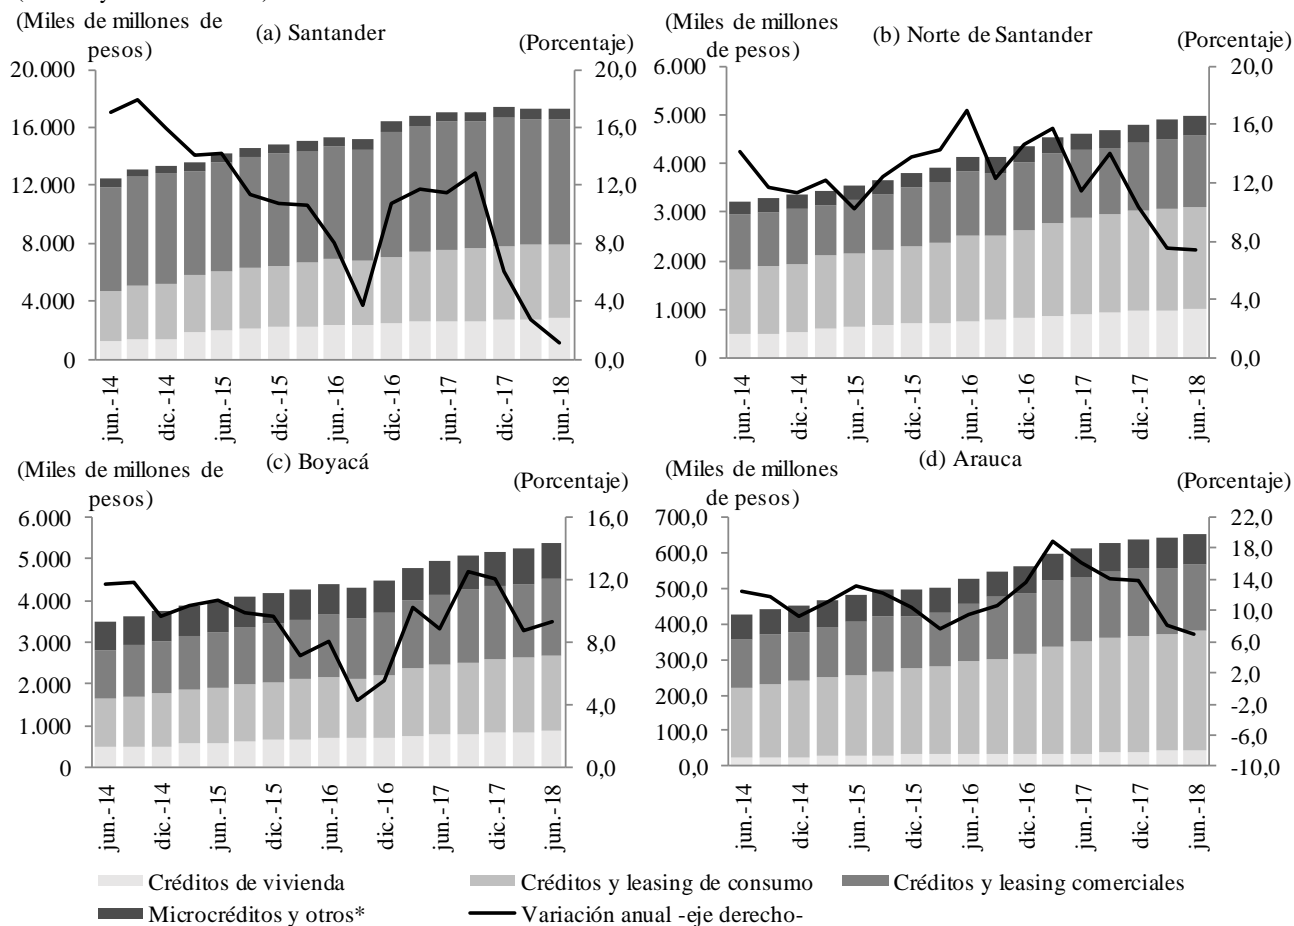 (Miles de millones de pesos)
(a) Santander
(Porcentaje)
20.000
16.000
12.000
8.000
4.000
0
20,0
16,0
12,0
8,0
4,0
0,0
jun.-14
dic.-14
jun.-15
dic.-15
jun.-16
dic.-16
jun.-17
dic.-17
jun.-18
(Miles de millones de pesos)
(b) Norte de Santander
(Porcentaje)
6.000
5.000
4.000
3.000
2.000
1.000
0
20,0
16,0
12,0
8,0
4,0
0,0
jun.-14
dic.-14
jun.-15
dic.-15
jun.-16
dic.-16
jun.-17
dic.-17
jun.-18
(Miles de millones de pesos)
(c) Boyacá
(Porcentaje)
6.000
5.000
4.000
3.000
2.000
1.000
0
16,0
12,0
8,0
4,0
0,0
jun.-14
dic.-14
jun.-15
dic.-15
jun.-16
dic.-16
jun.-17
dic.-17
jun.-18
(Miles de millones de pesos)
(d) Arauca
(Porcentaje)
700,0
600,0
500,0
400,0
300,0
200,0
100,0
0,0
22,0
18,0
14,0
10,0
6,0
2,0
-2,0
-6,0
-10,0
jun.-14
dic.-14
jun.-15
dic.-15
jun.-16
dic.-16
jun.-17
dic.-17
jun.-18
Créditos de vivienda
Créditos y leasing de consumo
Créditos y leasing comerciales
Microcréditos y otros*
Variación anual -eje derecho-